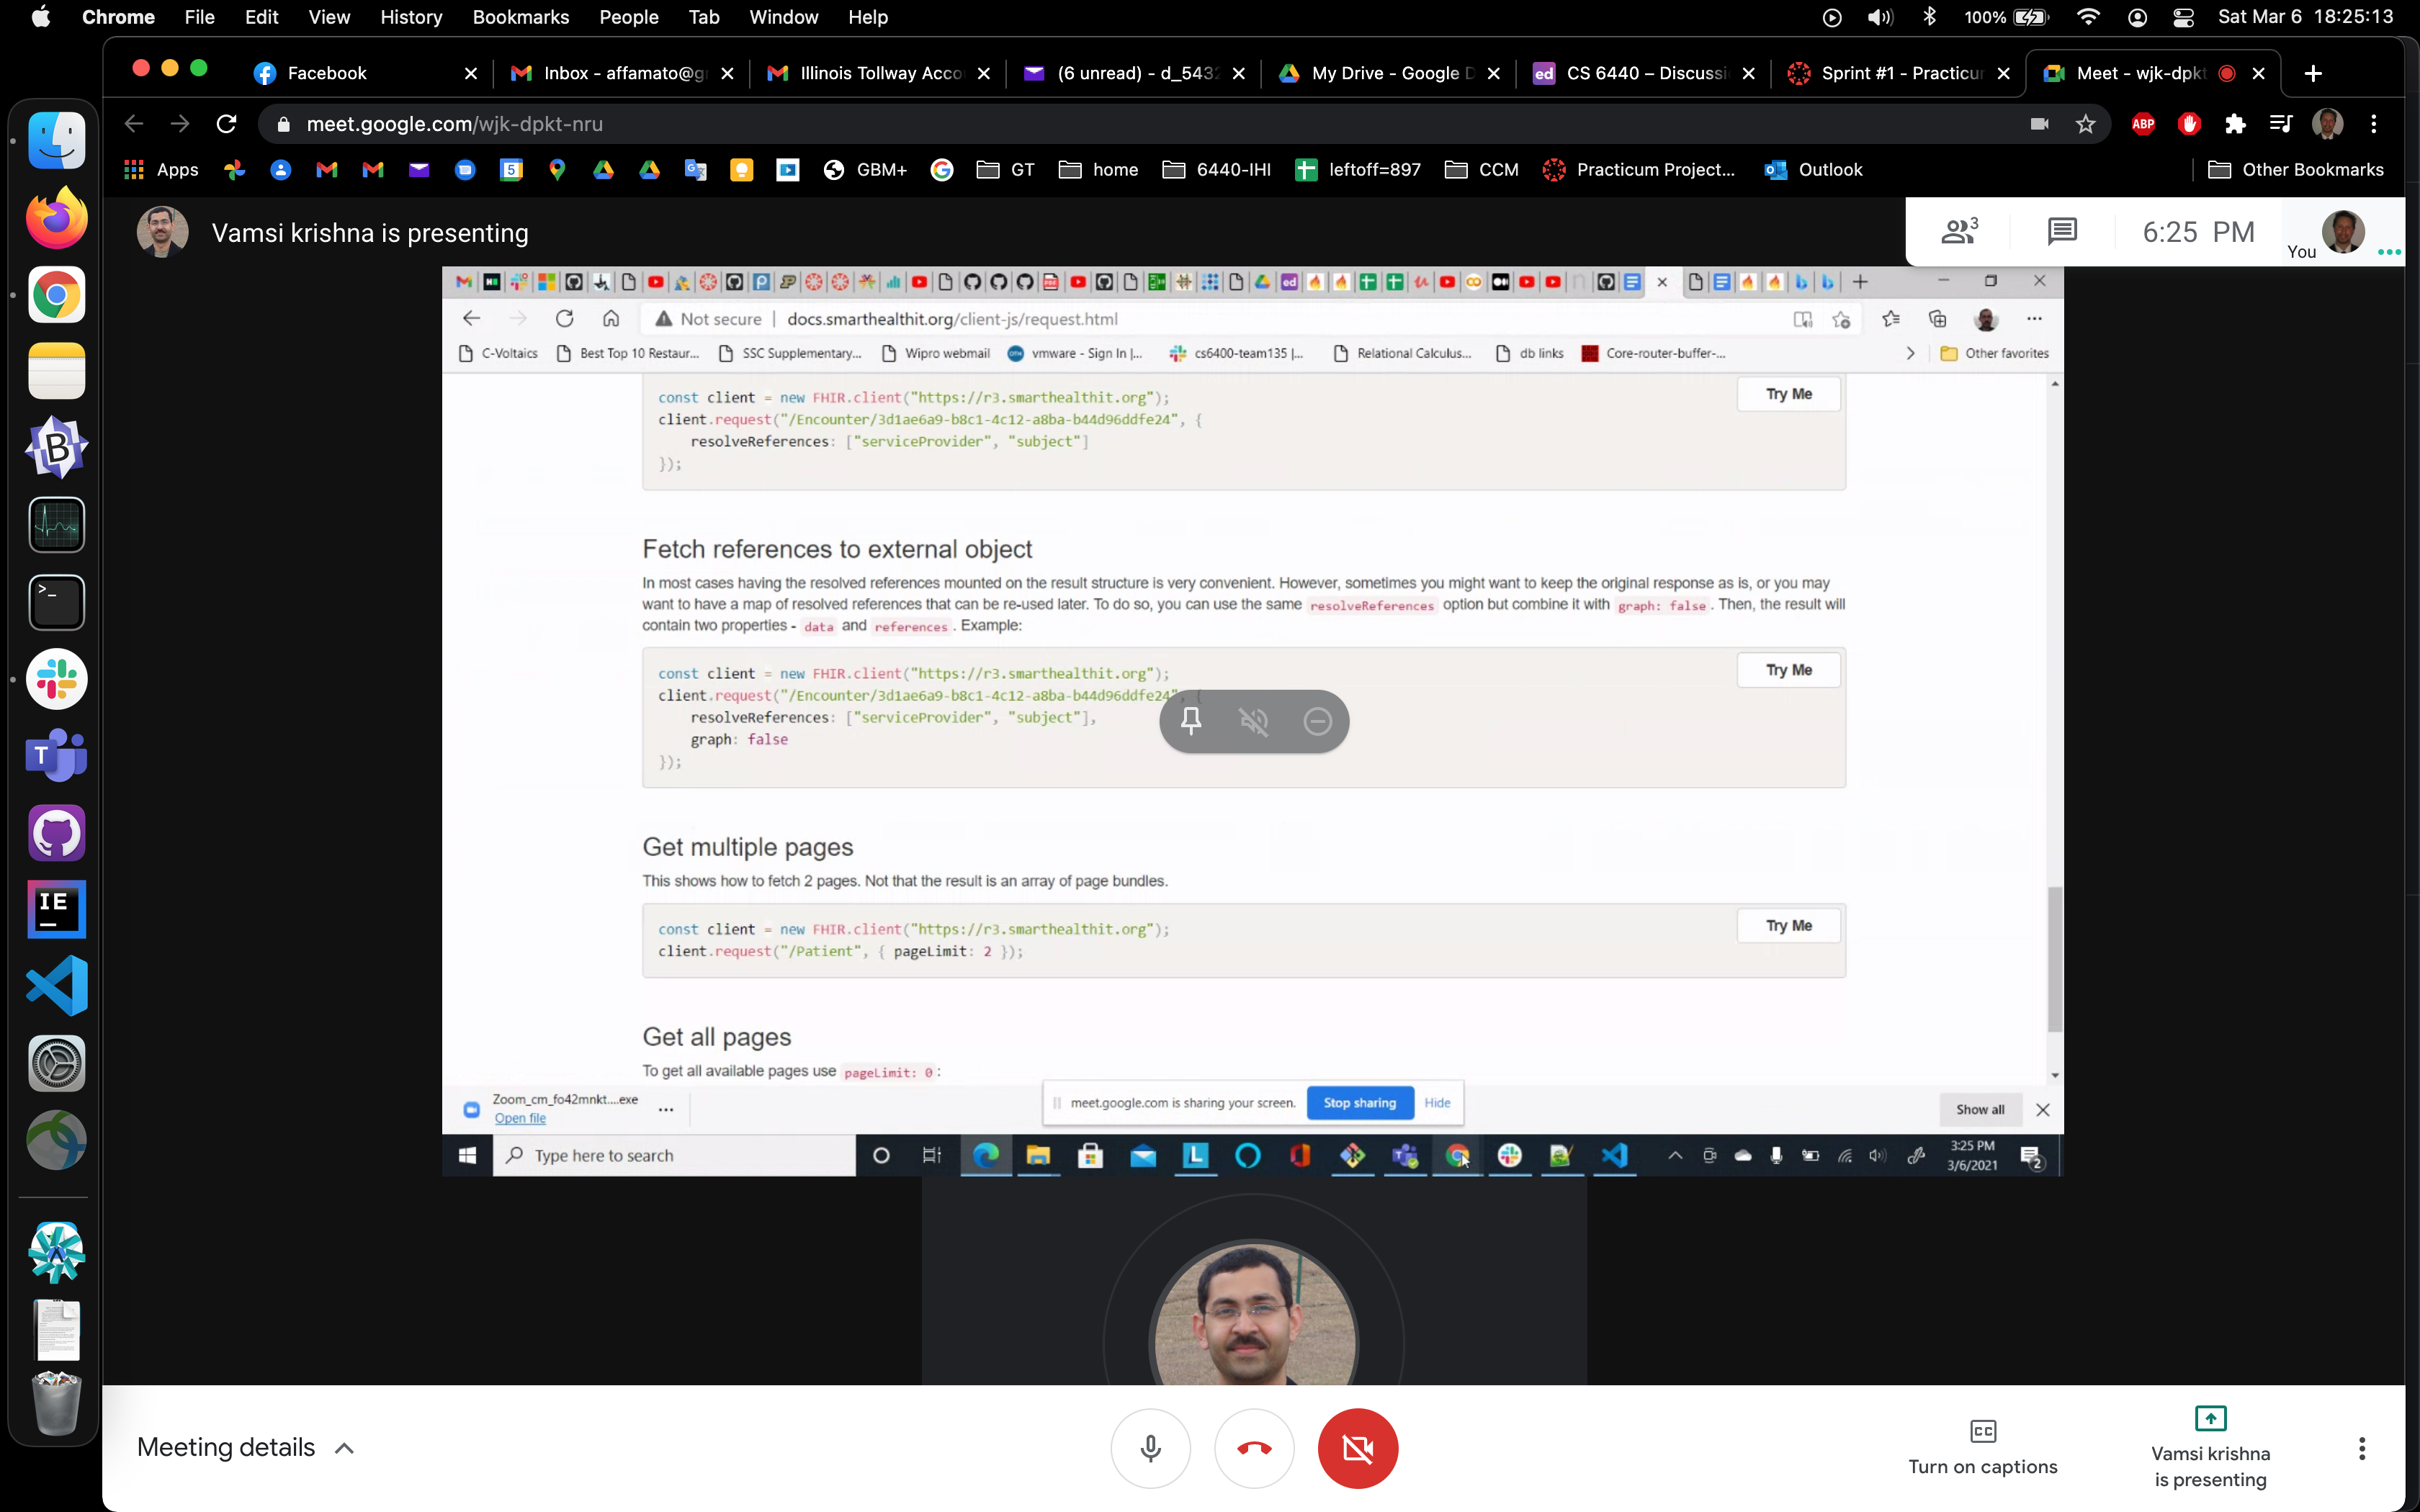 Chrome File Edit View History Bookmarks People Tab Window Help 100% Sat Mar 6 18:25:13
Facebook Inbox - affamato@g Illinois Tollway Acco (6 unread) - d_543 My Drive - Google D CS 6440 – Discussi Sprint #1 - Practicu Meet - wjk-dpkt
meet.google.com/wjk-dpkt-nru ABP
Apps 5 GBM+ GT home 6440-IHI leftoff=897 CCM Practicum Project... Outlook Other Bookmarks
Vamsi krishna is presenting
3 6:25 PM You
Not secure | docs.smarthealthit.org/client-js/request.html
C-Voltaics Best Top 10 Restaur... SSC Supplementary... Wipro webmail vmware - Sign In |... cs6400-team135 |... Relational Calculus... db links Core-router-buffer-... Other favorites
const client = new FHIR.client("https://r3.smarthealthit.org");
client.request("/Encounter/3d1ae6a9-b8c1-4c12-a8ba-b44d96ddfe24", {
resolveReferences: ["serviceProvider", "subject"]
});
Try Me
Fetch references to external object
In most cases having the resolved references mounted on the result structure is very convenient. However, sometimes you might want to keep the original response as is, or you may
want to have a map of resolved references that can be re-used later. To do so, you can use the same resolveReferences option but combine it with graph: false . Then, the result will
contain two properties - data and references . Example:
const client = new FHIR.client("https://r3.smarthealthit.org");
client.request("/Encounter/3d1ae6a9-b8c1-4c12-a8ba-b44d96ddfe24", {
resolveReferences: ["serviceProvider", "subject"],
graph: false
});
Try Me
Get multiple pages
This shows how to fetch 2 pages. Not that the result is an array of page bundles.
const client = new FHIR.client("https://r3.smarthealthit.org");
client.request("/Patient", { pageLimit: 2 });
Try Me
Get all pages
To get all available pages use pageLimit: 0 :
Zoom_cm_fo42mnkt....exe
Open file
meet.google.com is sharing your screen. Stop sharing Hide
Show all
Type here to search
3:25 PM
3/6/2021
2
Meeting details
Turn on captions
Vamsi krishna
is presenting